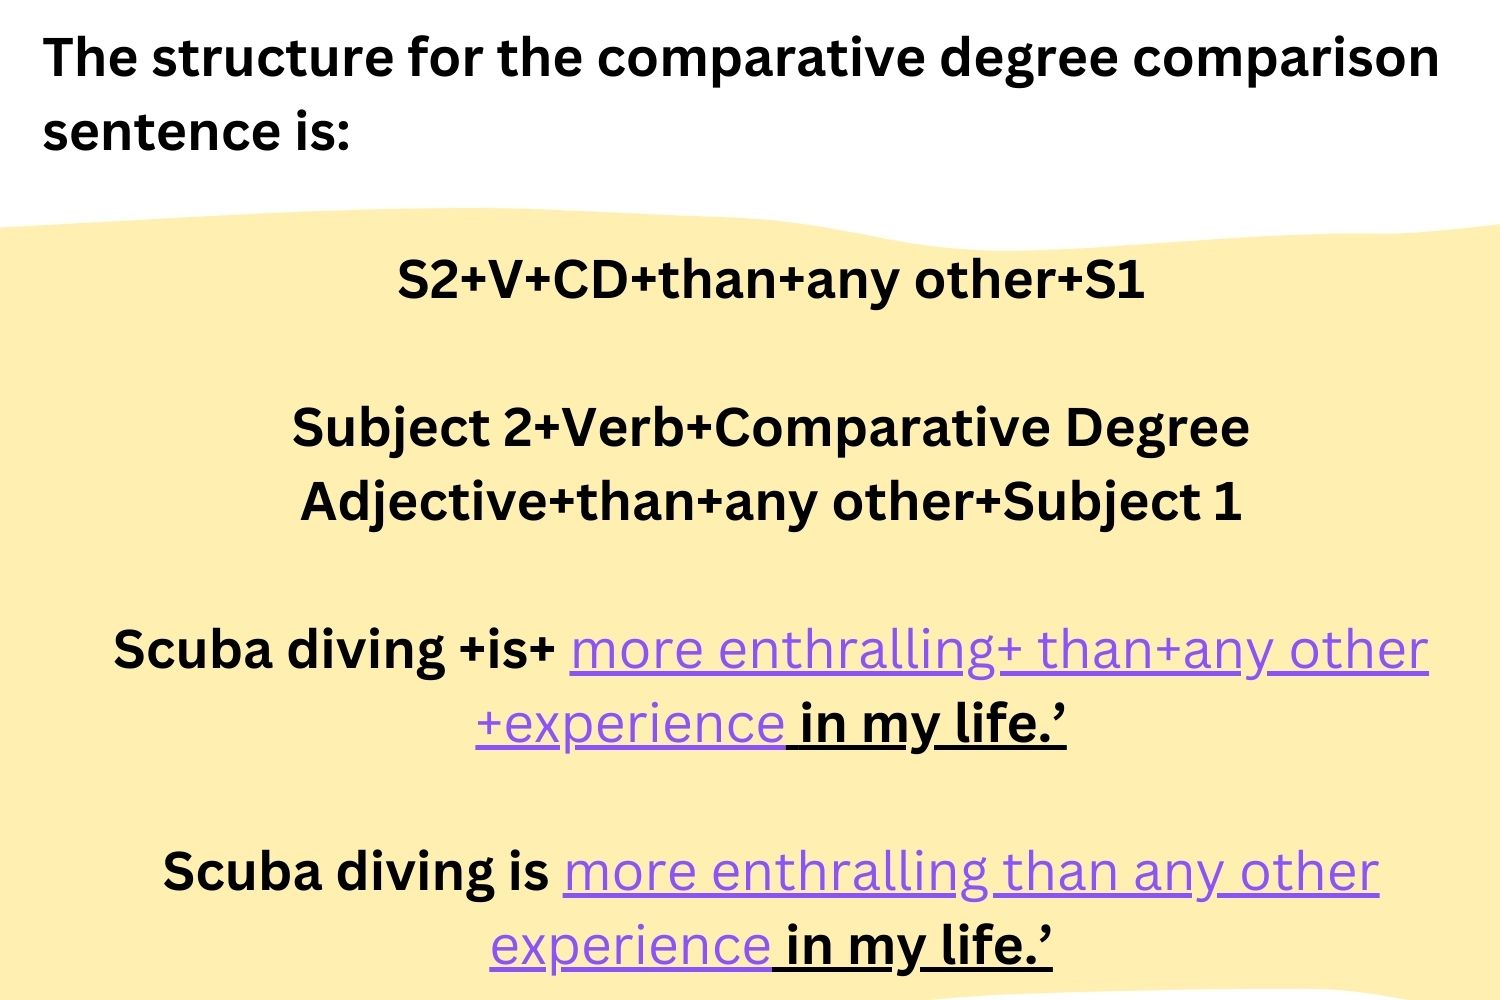 The structure for the comparative degree comparison
sentence is:
S2+V+CD+than+any other+S1
Subject 2+Verb+Comparative Degree
Adjective+than+any other+Subject 1
Scuba diving +is+ more enthralling+ than+any other
+experience in my life.’
Scuba diving is more enthralling than any other
experience in my life.’